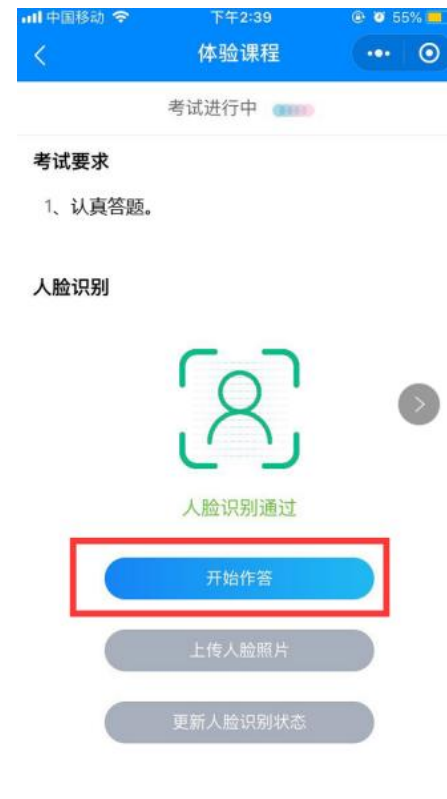 中国移动 下午2:39 55%
体验课程
考试进行中
考试要求
1、认真答题。
人脸识别
人脸识别通过
开始作答
上传人脸照片
更新人脸识别状态